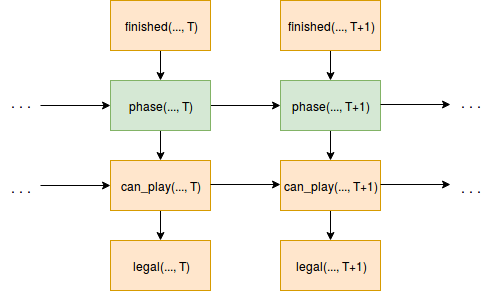 finished(..., T) finished(..., T+1)
... phase(..., T) phase(..., T+1) ...
... can_play(..., T) can_play(..., T+1) ...
legal(..., T) legal(..., T+1)